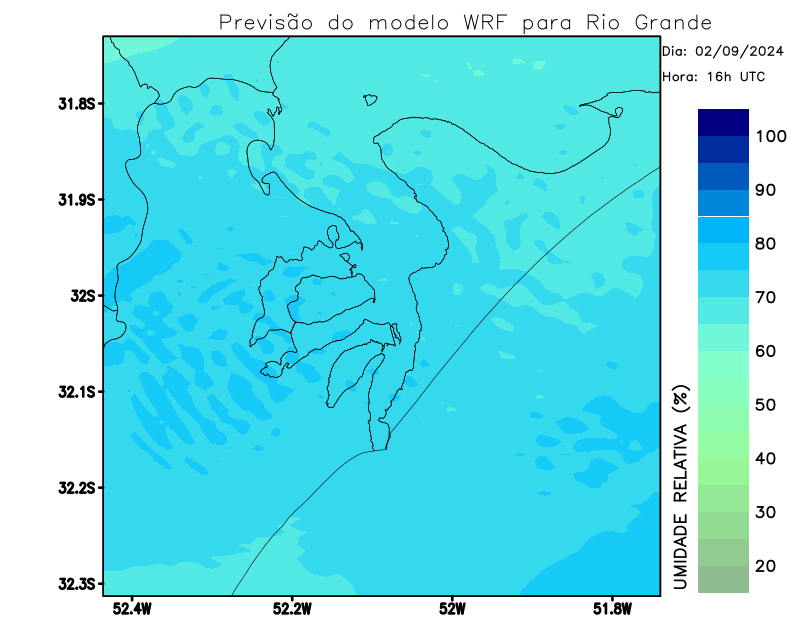 Previsão do modelo WRF para Rio Grande
Dia: 02/09/2024
Hora: 16h UTC
31.8S
31.9S
32S
32.1S
32.2S
32.3S
52.4W
52.2W
52W
51.8W
100
90
80
70
60
50
40
30
20
UMIDADE RELATIVA (%)